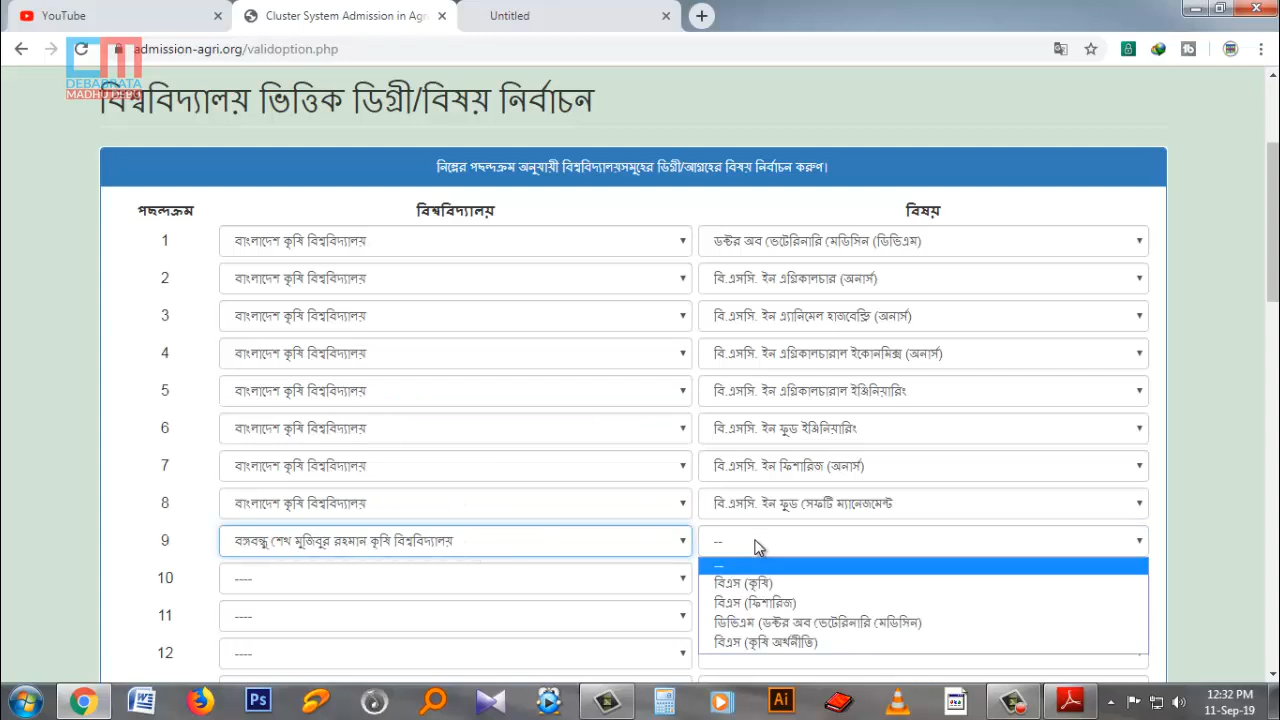 YouTube
Cluster System Admission in Agri
Untitled
admission-agri.org/validoption.php
DEBABRATA
MADHU DEBU
বিশ্ববিদ্যালয় ভিত্তিক ডিগ্রী/বিষয় নির্বাচন
নিম্নের পছন্দক্রম অনুযায়ী বিশ্ববিদ্যালয়সমূহের ডিগ্রী/আগ্রহের বিষয় নির্বাচন করুণ।
পছন্দক্রম বিশ্ববিদ্যালয় বিষয়
1 বাংলাদেশ কৃষি বিশ্ববিদ্যালয় ডক্টর অব ভেটেরিনারি মেডিসিন (ডিভিএম)
2 বাংলাদেশ কৃষি বিশ্ববিদ্যালয় বি.এসসি. ইন এগ্রিকালচার (অনার্স)
3 বাংলাদেশ কৃষি বিশ্ববিদ্যালয় বি.এসসি. ইন এ্যানিমেল হাজবেন্ড্রি (অনার্স)
4 বাংলাদেশ কৃষি বিশ্ববিদ্যালয় বি.এসসি. ইন এগ্রিকালচারাল ইকোনমিক্স (অনার্স)
5 বাংলাদেশ কৃষি বিশ্ববিদ্যালয় বি.এসসি. ইন এগ্রিকালচারাল ইঞ্জিনিয়ারিং
6 বাংলাদেশ কৃষি বিশ্ববিদ্যালয় বি.এসসি. ইন ফুড ইঞ্জিনিয়ারিং
7 বাংলাদেশ কৃষি বিশ্ববিদ্যালয় বি.এসসি. ইন ফিশারিজ (অনার্স)
8 বাংলাদেশ কৃষি বিশ্ববিদ্যালয় বি.এসসি. ইন ফুড সেফটি ম্যানেজমেন্ট
9 বঙ্গবন্ধু শেখ মুজিবুর রহমান কৃষি বিশ্ববিদ্যালয় --
--
10 ----
বিএস (কৃষি)
বিএস (ফিশারিজ)
11 ----
ডিভিএম (ডক্টর অব ভেটেরিনারি মেডিসিন)
বিএস (কৃষি অর্থনীতি)
12 ----
12:32 PM
11-Sep-19